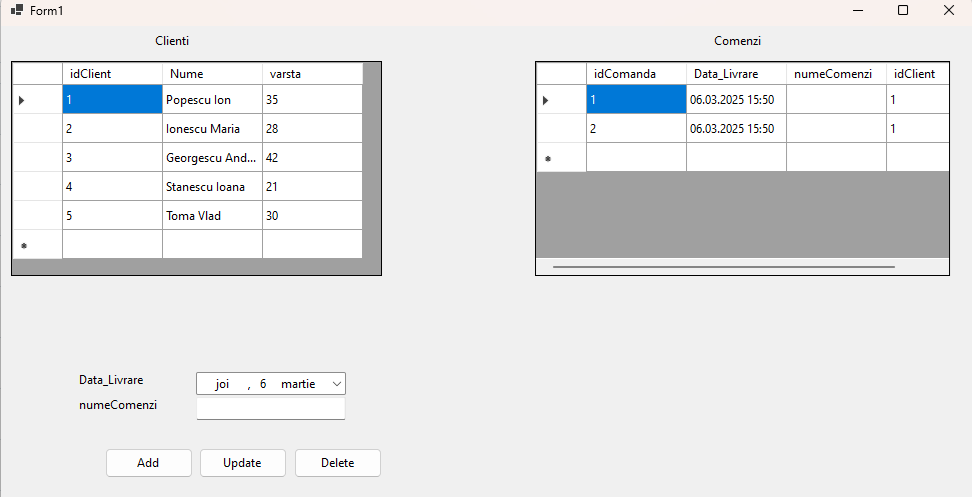 Form1
Clienti
Comenzi
idClient Nume varsta
1 Popescu Ion 35
2 Ionescu Maria 28
3 Georgescu And... 42
4 Stanescu Ioana 21
5 Toma Vlad 30
idComanda Data_Livrare numeComenzi idClient
1 06.03.2025 15:50 1
2 06.03.2025 15:50 1
Data_Livrare joi , 6 martie
numeComenzi
Add Update Delete